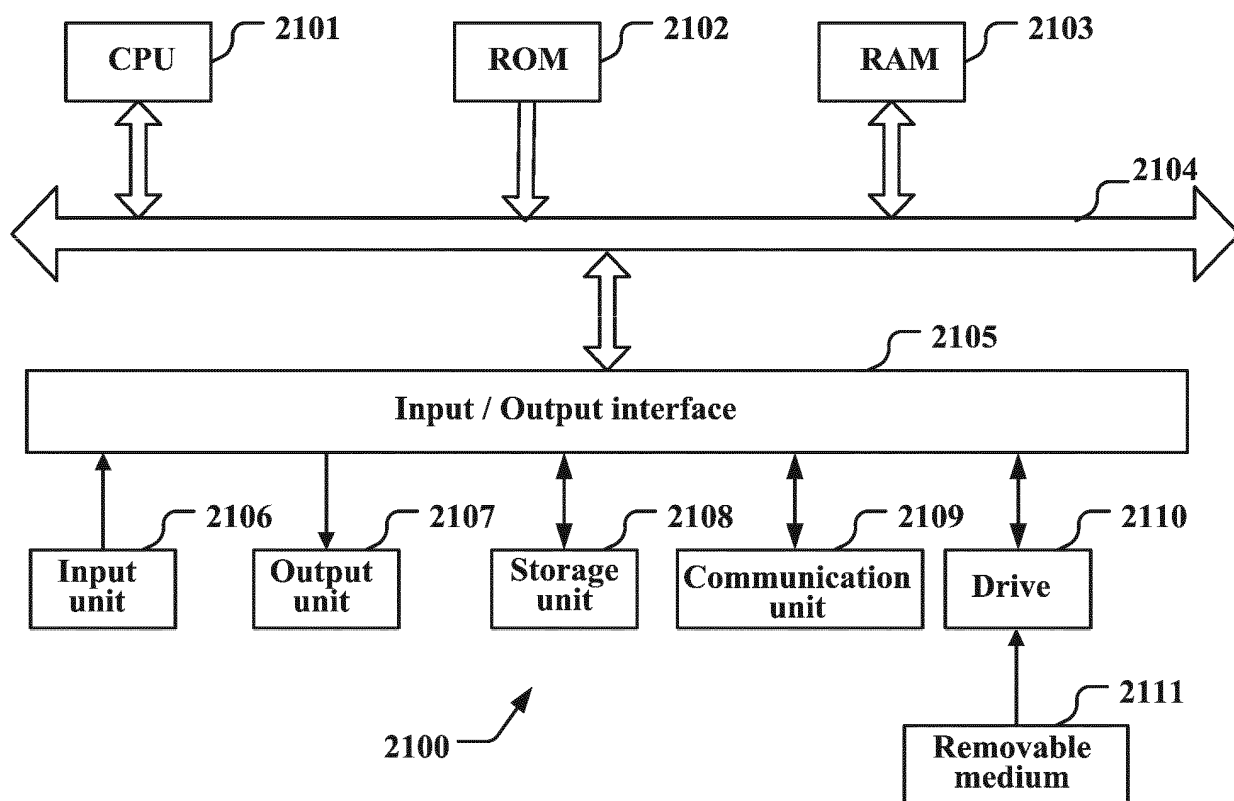 2101
2102
2103
CPU
ROM
RAM
2104
2105
Input / Output interface
2106
2107
2108
2109
2110
Input
unit
Output
unit
Storage
unit
Communication
unit
Drive
2111
2100
Removable
medium